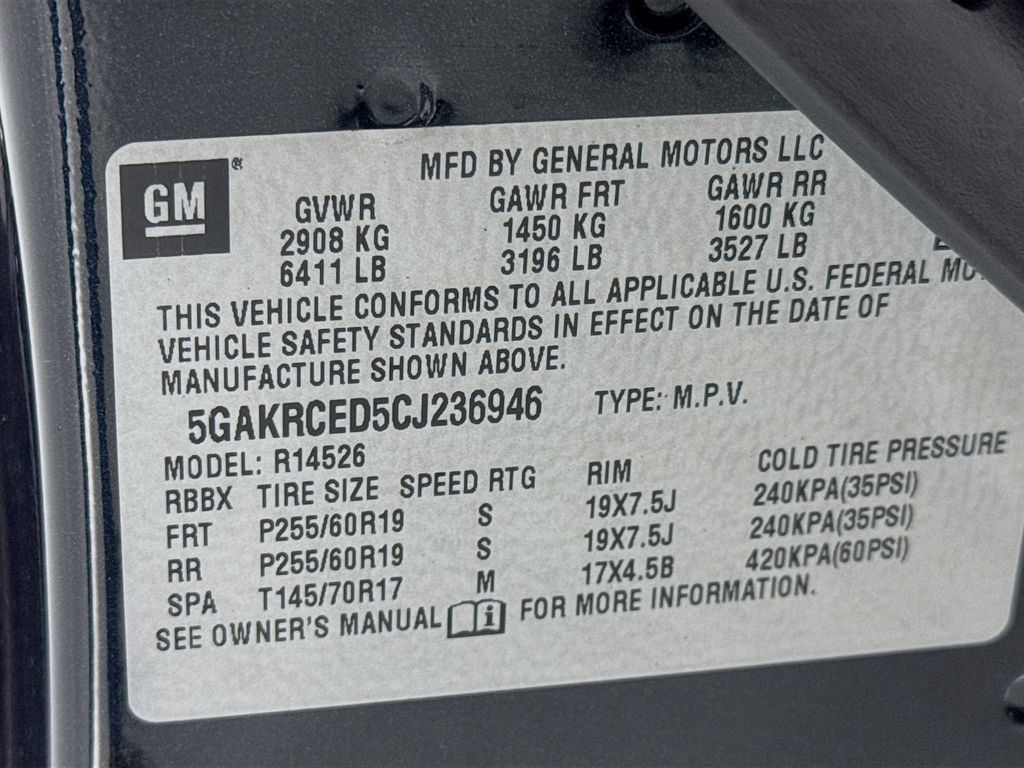 GM®
MFD BY GENERAL MOTORS LLC
GVWR GAWR FRT GAWR RR
2908 KG 1450 KG 1600 KG
6411 LB 3196 LB 3527 LB
THIS VEHICLE CONFORMS TO ALL APPLICABLE U.S. FEDERAL
VEHICLE SAFETY STANDARDS IN EFFECT ON THE DATE OF
MANUFACTURE SHOWN ABOVE.
5GAKRCED5CJ236946 TYPE: M.P.V.
MODEL: R14526
RBBX TIRE SIZE SPEED RTG RIM COLD TIRE PRESSURE
FRT P255/60R19 S 19X7.5J 240KPA(35PSI)
RR P255/60R19 S 19X7.5J 240KPA(35PSI)
SPA T145/70R17 M 17X4.5B 420KPA(60PSI)
SEE OWNER'S MANUAL i FOR MORE INFORMATION.